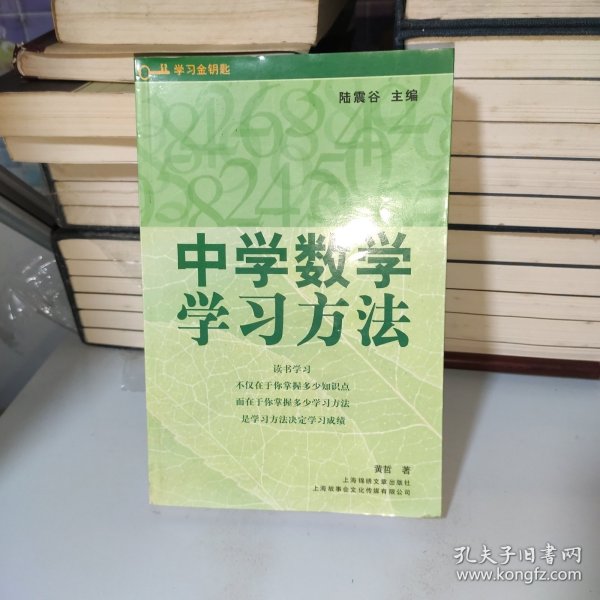 学习金钥匙
陆震谷 主编
中学数学
学习方法
读书学习
不仅在于你掌握多少知识点
而在于你掌握多少学习方法
是学习方法决定学习成绩
黄哲 著
上海锦绣文章出版社
上海故事会文化传媒有限公司
孔夫子旧书网
www.kongfz.com